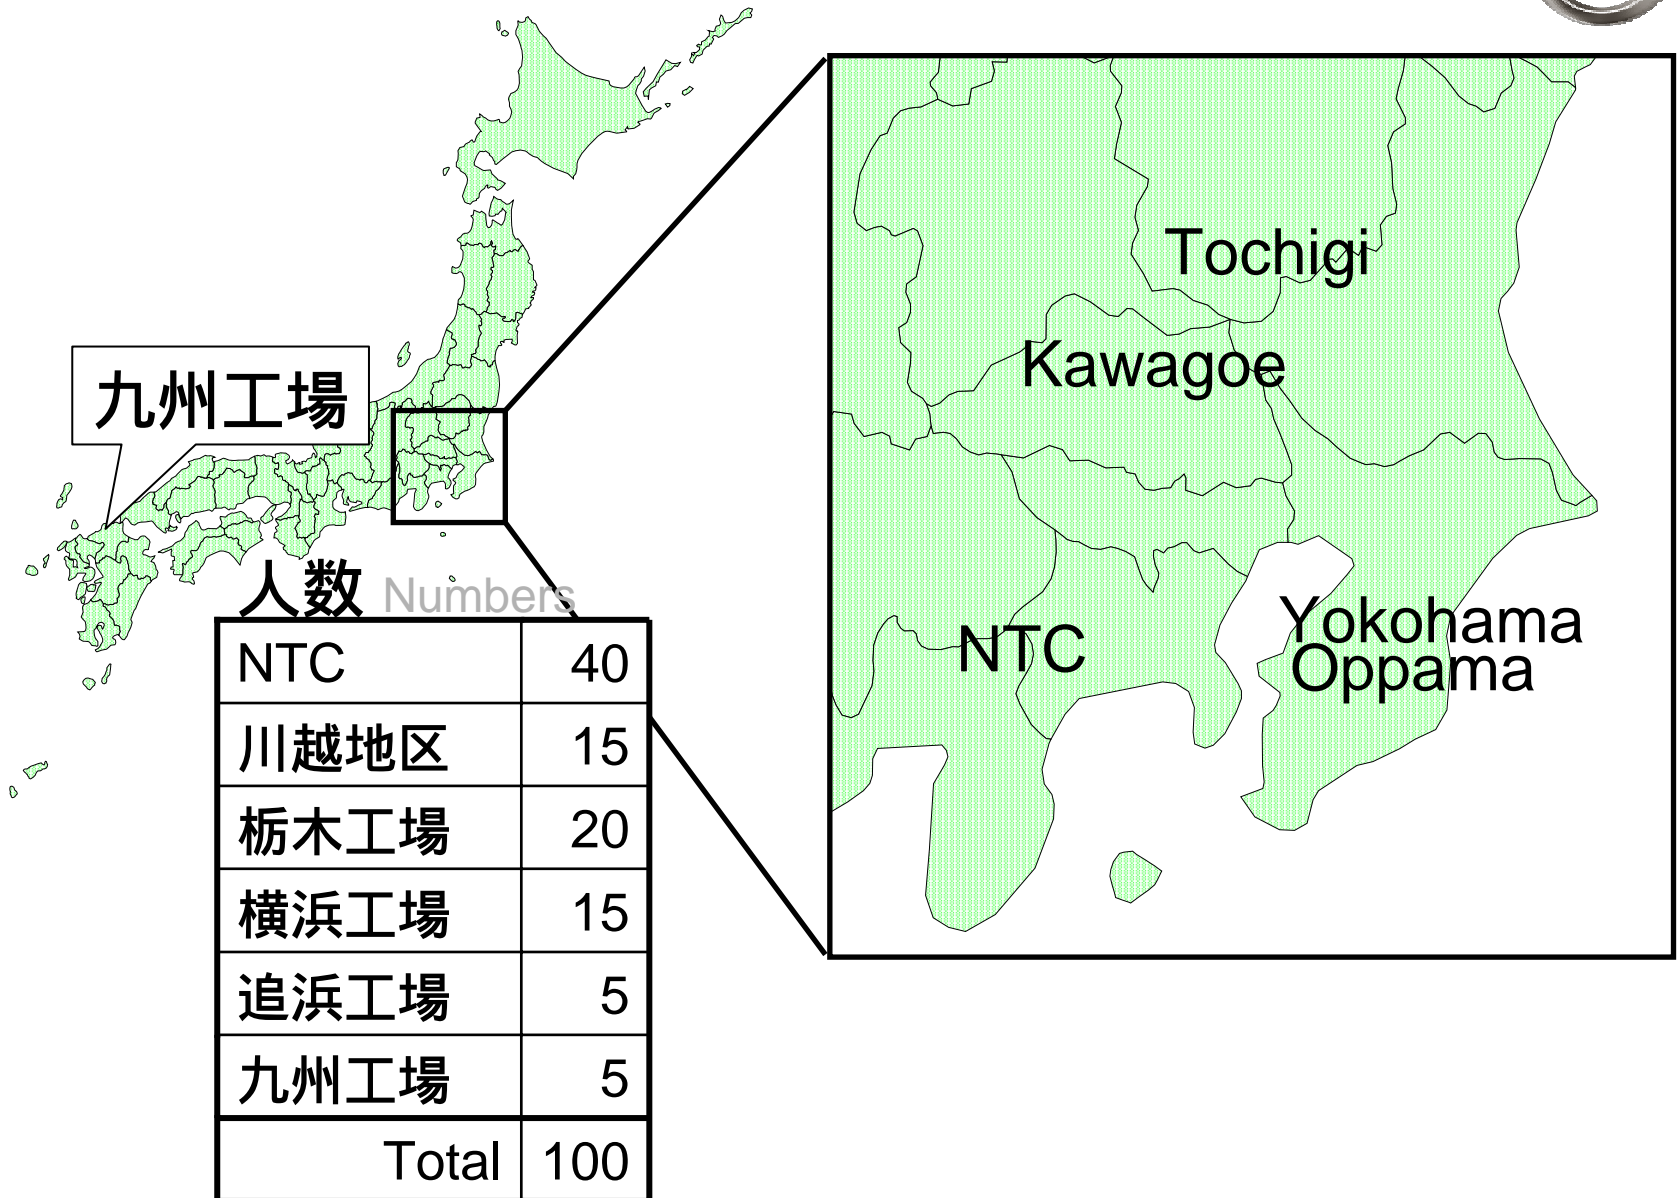 九州工場
人数 Numbers
NTC 40
川越地区 15
栃木工場 20
横浜工場 15
追浜工場 5
九州工場 5
Total 100
Tochigi
Kawagoe
NTC
Yokohama
Oppama